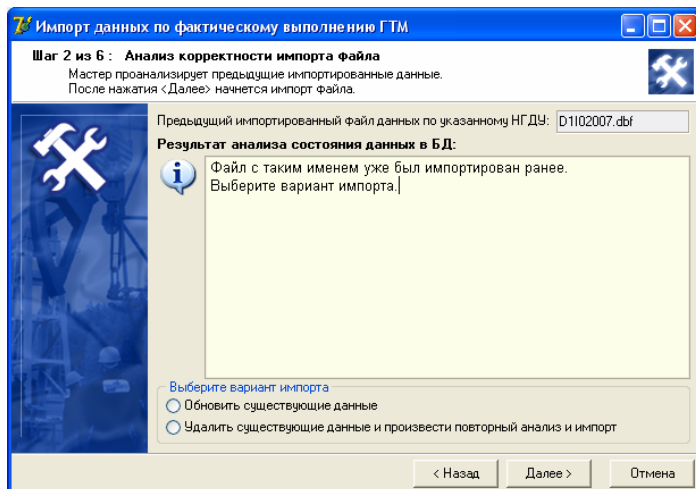 Импорт данных по фактическому выполнению ГТМ
Шаг 2 из 6 : Анализ корректности импорта файла
Мастер проанализирует предыдущие импортированные данные.
После нажатия <Далее> начнется импорт файла.
Предыдущий импортированный файл данных по указанному НГДУ: D1I02007.dbf
Результат анализа состояния данных в БД:
Файл с таким именем уже был импортирован ранее.
Выберите вариант импорта.
Выберите вариант импорта
Обновить существующие данные
Удалить существующие данные и произвести повторный анализ и импорт
< Назад Далее > Отмена